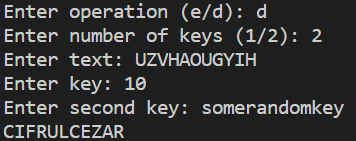 Enter operation (e/d): d
Enter number of keys (1/2): 2
Enter text: UZVHAOUGYIH
Enter key: 10
Enter second key: somerandomkey
CIFRULCEZAR